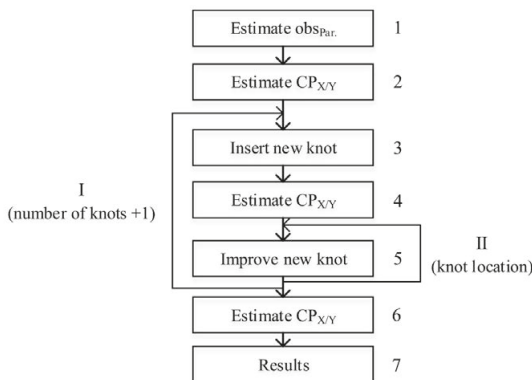 Estimate obsPar. 1
Estimate CPX/Y 2
Insert new knot 3
I
(number of knots +1)
Estimate CPX/Y 4
Improve new knot 5
II
(knot location)
Estimate CPX/Y 6
Results 7